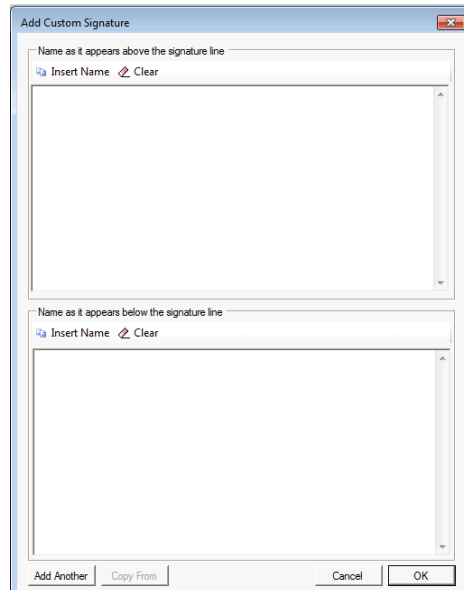 Add Custom Signature
Name as it appears above the signature line
Insert Name Clear
Name as it appears below the signature line
Insert Name Clear
Add Another Copy From Cancel OK